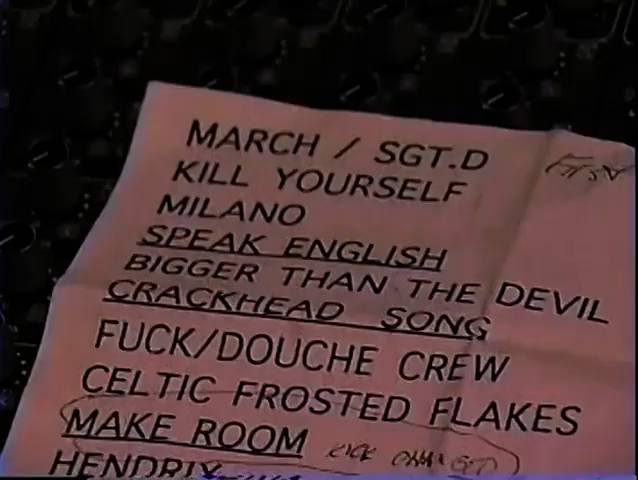 MARCH / SGT.D
KILL YOURSELF
MILANO
SPEAK ENGLISH
BIGGER THAN THE DEVIL
CRACKHEAD SONG
FUCK/DOUCHE CREW
CELTIC FROSTED FLAKES
MAKE ROOM
HENDRIX